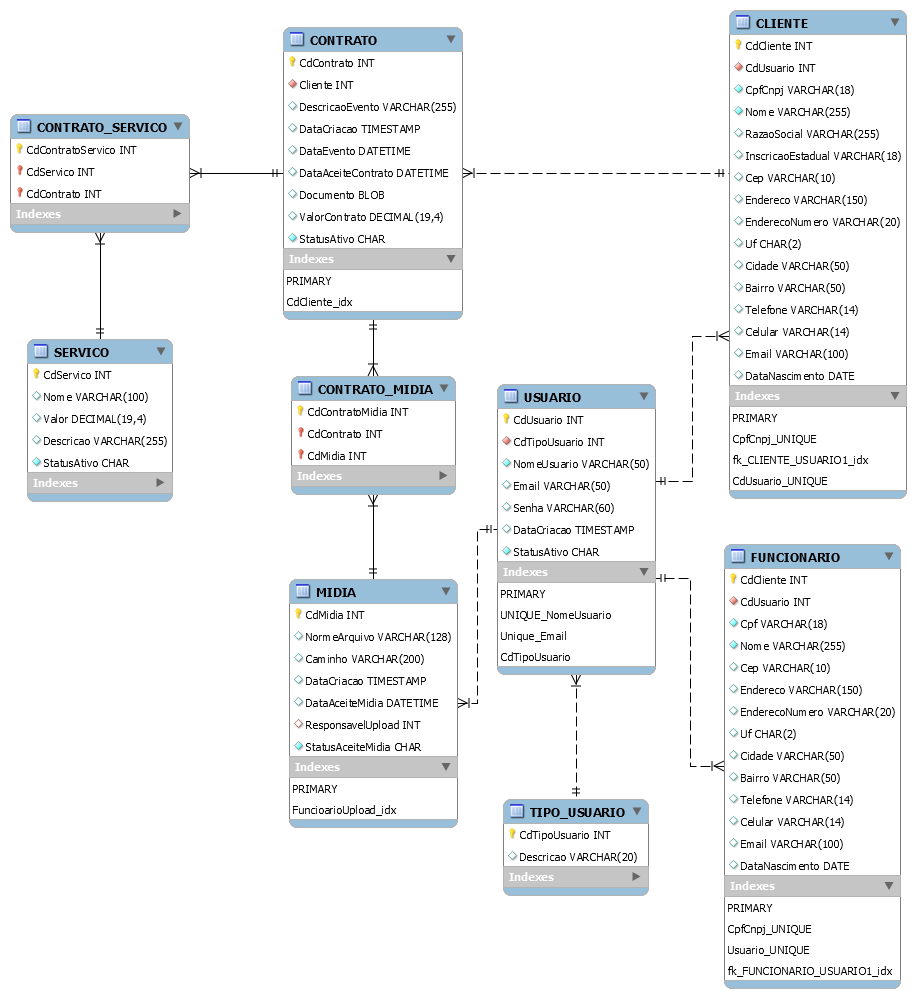 CONTRATO
CdContrato INT
Cliente INT
DescricaoEvento VARCHAR(255)
DataCriacao TIMESTAMP
DataEvento DATETIME
DataAceiteContrato DATETIME
Documento BLOB
ValorContrato DECIMAL(19,4)
StatusAtivo CHAR
Indexes
PRIMARY
CdCliente_idx
CLIENTE
CdCliente INT
CdUsuario INT
CpfCnpj VARCHAR(18)
Nome VARCHAR(255)
RazaoSocial VARCHAR(255)
InscricaoEstadual VARCHAR(18)
Cep VARCHAR(10)
Endereco VARCHAR(150)
EnderecoNumero VARCHAR(20)
Uf CHAR(2)
Cidade VARCHAR(50)
Bairro VARCHAR(50)
Telefone VARCHAR(14)
Celular VARCHAR(14)
Email VARCHAR(100)
DataNascimento DATE
Indexes
PRIMARY
CpfCnpj_UNIQUE
fk_CLIENTE_USUARIO1_idx
CdUsuario_UNIQUE
CONTRATO_SERVICO
CdContratoServico INT
CdServico INT
CdContrato INT
Indexes
SERVICO
CdServico INT
Nome VARCHAR(100)
Valor DECIMAL(19,4)
Descricao VARCHAR(255)
StatusAtivo CHAR
Indexes
CONTRATO_MIDIA
CdContratoMidia INT
CdContrato INT
CdMidia INT
Indexes
USUARIO
CdUsuario INT
CdTipoUsuario INT
NomeUsuario VARCHAR(50)
Email VARCHAR(50)
Senha VARCHAR(60)
DataCriacao TIMESTAMP
StatusAtivo CHAR
Indexes
PRIMARY
UNIQUE_NomeUsuario
Unique_Email
CdTipoUsuario
MIDIA
CdMidia INT
NormeArquivo VARCHAR(128)
Caminho VARCHAR(200)
DataCriacao TIMESTAMP
DataAceiteMidia DATETIME
ResponsavelUpload INT
StatusAceiteMidia CHAR
Indexes
PRIMARY
FuncioarioUpload_idx
TIPO_USUARIO
CdTipoUsuario INT
Descricao VARCHAR(20)
Indexes
FUNCIONARIO
CdCliente INT
CdUsuario INT
Cpf VARCHAR(18)
Nome VARCHAR(255)
Cep VARCHAR(10)
Endereco VARCHAR(150)
EnderecoNumero VARCHAR(20)
Uf CHAR(2)
Cidade VARCHAR(50)
Bairro VARCHAR(50)
Telefone VARCHAR(14)
Celular VARCHAR(14)
Email VARCHAR(100)
DataNascimento DATE
Indexes
PRIMARY
CpfCnpj_UNIQUE
Usuario_UNIQUE
fk_FUNCIONARIO_USUARIO1_idx